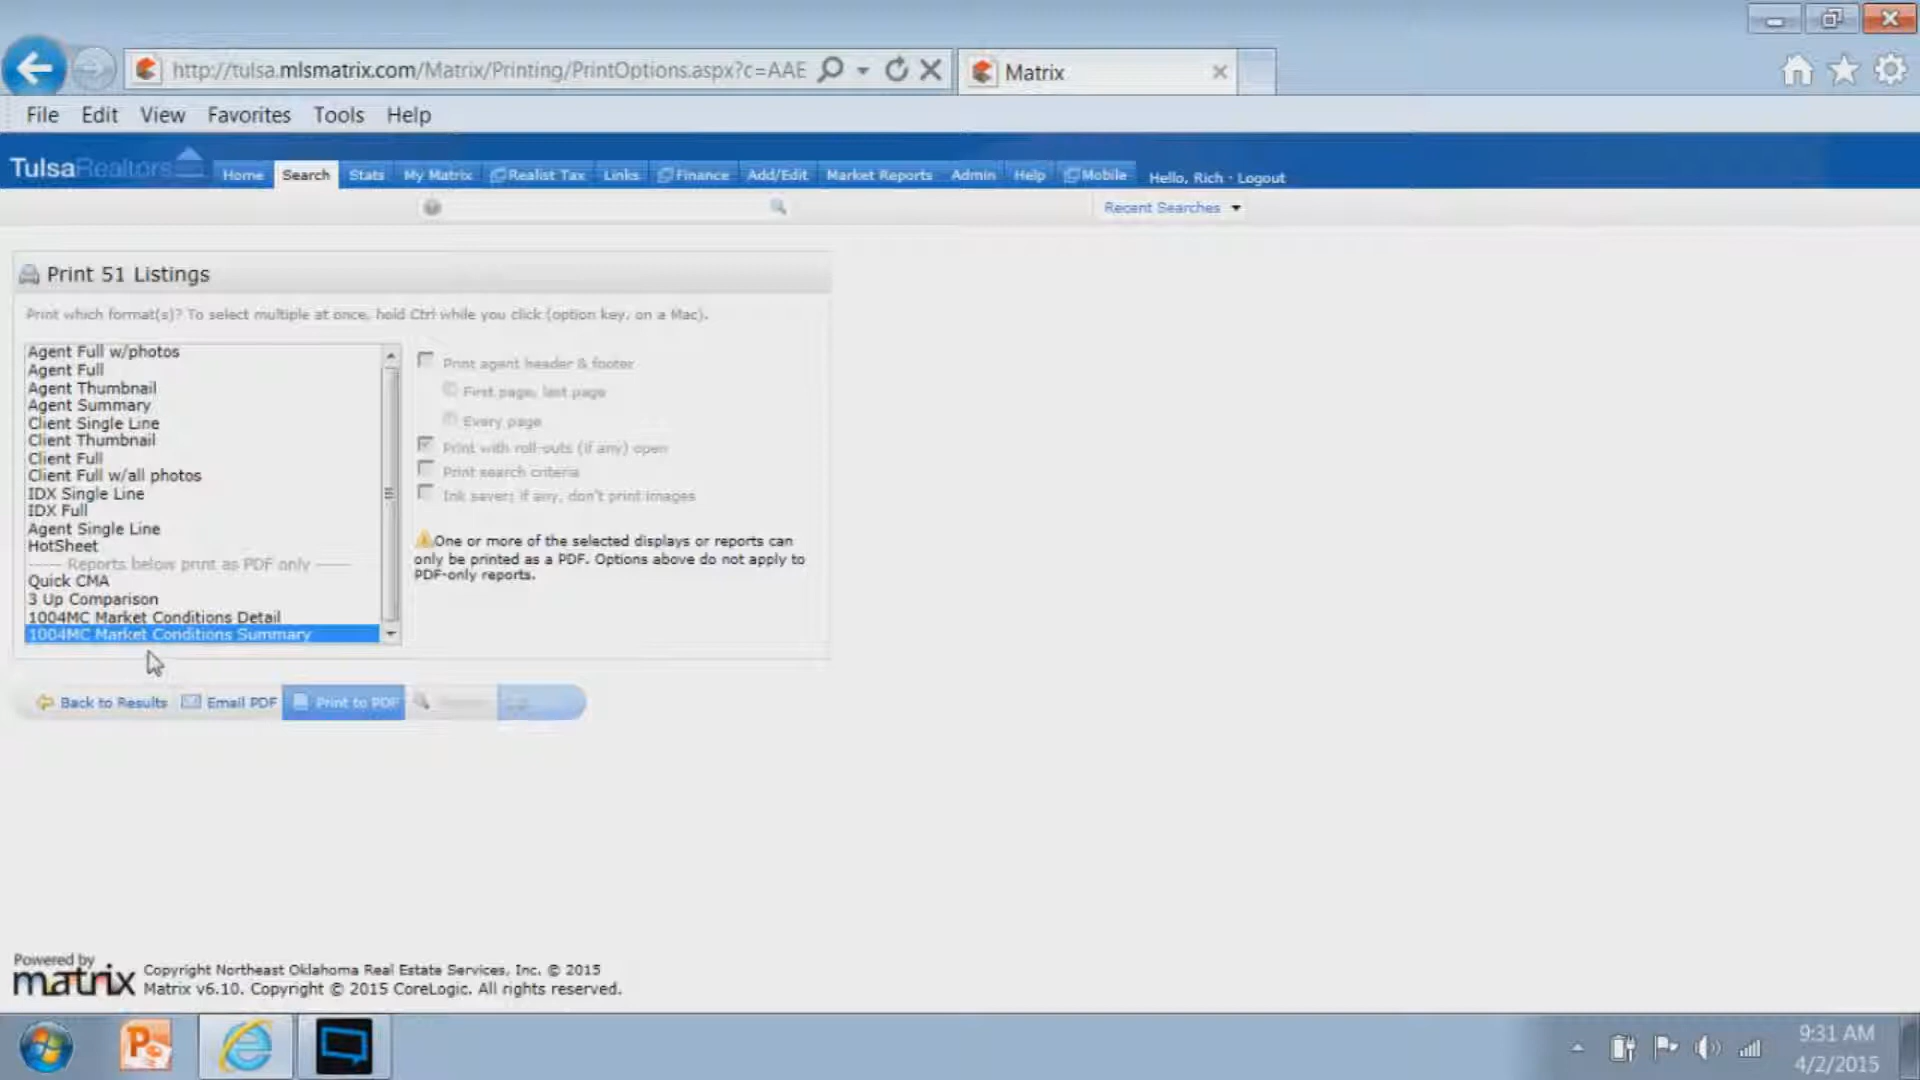 http://tulsa.mlsmatrix.com/Matrix/Printing/PrintOptions.aspx?c=AAE
Matrix
File Edit View Favorites Tools Help
TulsaRealtors
Home Search Stats My Matrix Realist Tax Links Finance Add/Edit Market Reports Admin Help Mobile Hello, Rich · Logout
Recent Searches
Print 51 Listings
Print which format(s)? To select multiple at once, hold Ctrl while you click (option key, on a Mac).
Agent Full w/photos
Agent Full
Agent Thumbnail
Agent Summary
Client Single Line
Client Thumbnail
Client Full
Client Full w/all photos
IDX Single Line
IDX Full
Agent Single Line
HotSheet
----- Reports below print as PDF only -----
Quick CMA
3 Up Comparison
1004MC Market Conditions Detail
1004MC Market Conditions Summary
Print agent header & footer
First page, last page
Every page
Print with roll-outs (if any) open
Print search criteria
Ink saver: if any, don't print images
One or more of the selected displays or reports can
only be printed as a PDF. Options above do not apply to
PDF-only reports.
Back to Results Email PDF Print to PDF
Powered by
matrix
Copyright Northeast Oklahoma Real Estate Services, Inc. © 2015
Matrix v6.10. Copyright © 2015 CoreLogic. All rights reserved.
9:31 AM
4/2/2015